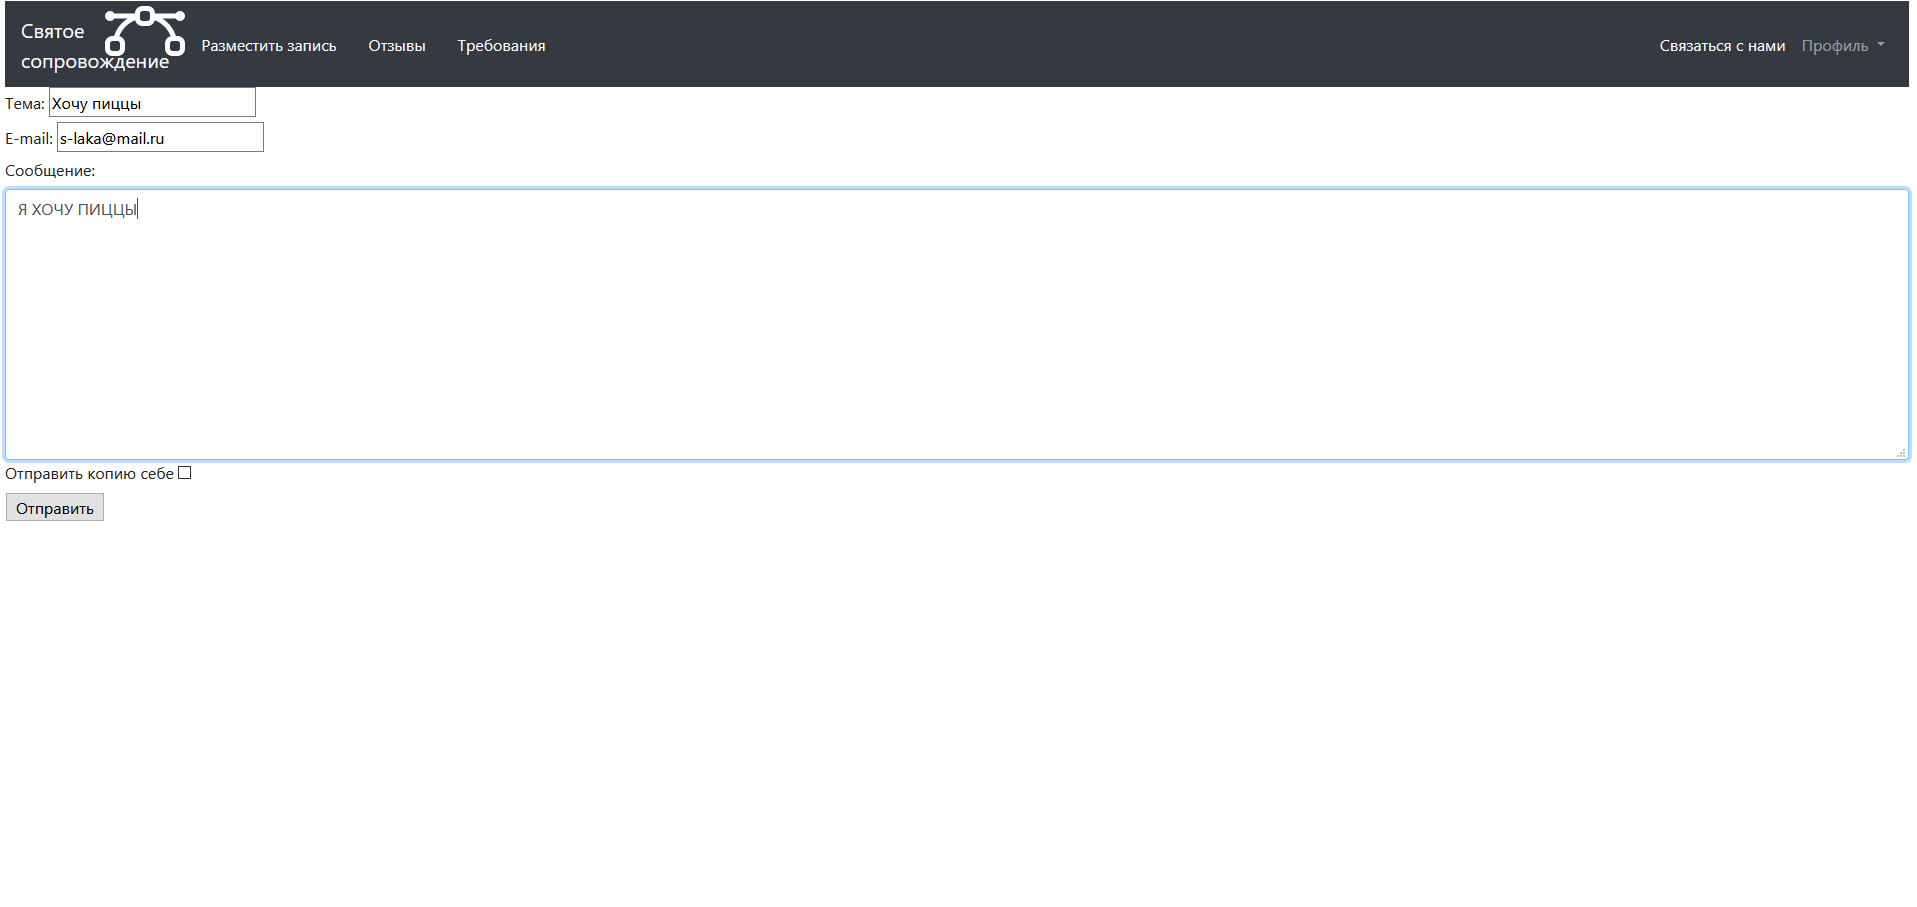 Святое
сопровождение
Разместить запись Отзывы Требования Связаться с нами Профиль
Тема: Хочу пиццы
E-mail: s-laka@mail.ru
Сообщение:
Я ХОЧУ ПИЦЦЫ
Отправить копию себе
Отправить